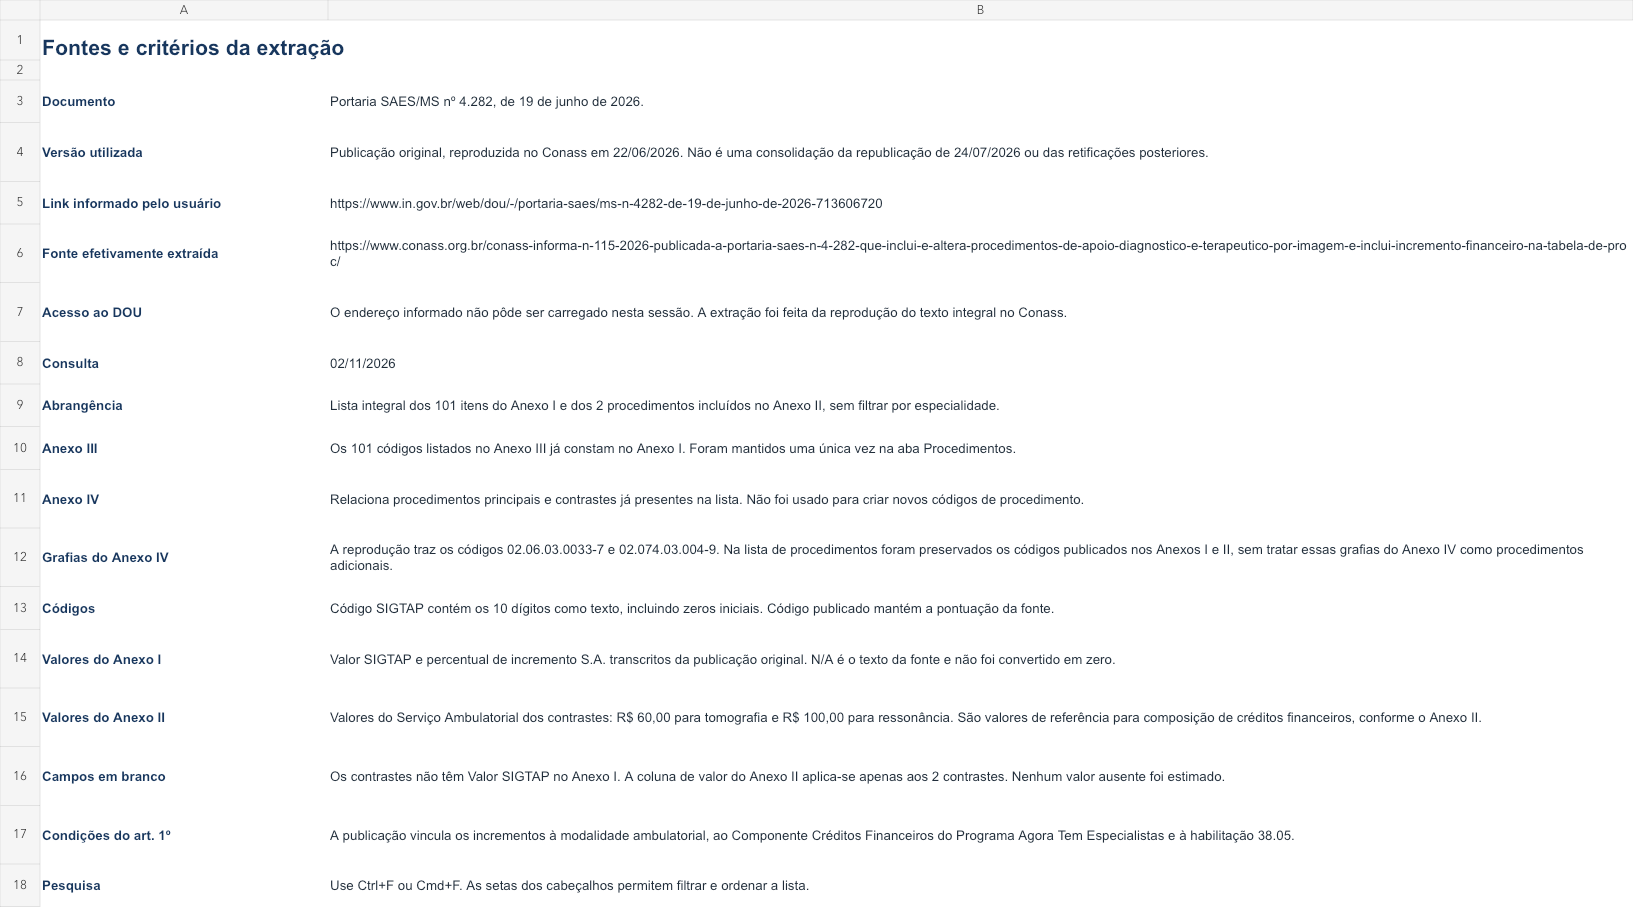 A B
1 Fontes e critérios da extração
2
3 Documento Portaria SAES/MS nº 4.282, de 19 de junho de 2026.
4 Versão utilizada Publicação original, reproduzida no Conass em 22/06/2026. Não é uma consolidação da republicação de 24/07/2026 ou das retificações posteriores.
5 Link informado pelo usuário https://www.in.gov.br/web/dou/-/portaria-saes/ms-n-4282-de-19-de-junho-de-2026-713606720
6 Fonte efetivamente extraída https://www.conass.org.br/conass-informa-n-115-2026-publicada-a-portaria-saes-n-4-282-que-inclui-e-altera-procedimentos-de-apoio-diagnostico-e-terapeutico-por-imagem-e-inclui-incremento-financeiro-na-tabela-de-pro
c/
7 Acesso ao DOU O endereço informado não pôde ser carregado nesta sessão. A extração foi feita da reprodução do texto integral no Conass.
8 Consulta 02/11/2026
9 Abrangência Lista integral dos 101 itens do Anexo I e dos 2 procedimentos incluídos no Anexo II, sem filtrar por especialidade.
10 Anexo III Os 101 códigos listados no Anexo III já constam no Anexo I. Foram mantidos uma única vez na aba Procedimentos.
11 Anexo IV Relaciona procedimentos principais e contrastes já presentes na lista. Não foi usado para criar novos códigos de procedimento.
12 Grafias do Anexo IV A reprodução traz os códigos 02.06.03.0033-7 e 02.074.03.004-9. Na lista de procedimentos foram preservados os códigos publicados nos Anexos I e II, sem tratar essas grafias do Anexo IV como procedimentos
adicionais.
13 Códigos Código SIGTAP contém os 10 dígitos como texto, incluindo zeros iniciais. Código publicado mantém a pontuação da fonte.
14 Valores do Anexo I Valor SIGTAP e percentual de incremento S.A. transcritos da publicação original. N/A é o texto da fonte e não foi convertido em zero.
15 Valores do Anexo II Valores do Serviço Ambulatorial dos contrastes: R$ 60,00 para tomografia e R$ 100,00 para ressonância. São valores de referência para composição de créditos financeiros, conforme o Anexo II.
16 Campos em branco Os contrastes não têm Valor SIGTAP no Anexo I. A coluna de valor do Anexo II aplica-se apenas aos 2 contrastes. Nenhum valor ausente foi estimado.
17 Condições do art. 1º A publicação vincula os incrementos à modalidade ambulatorial, ao Componente Créditos Financeiros do Programa Agora Tem Especialistas e à habilitação 38.05.
18 Pesquisa Use Ctrl+F ou Cmd+F. As setas dos cabeçalhos permitem filtrar e ordenar a lista.